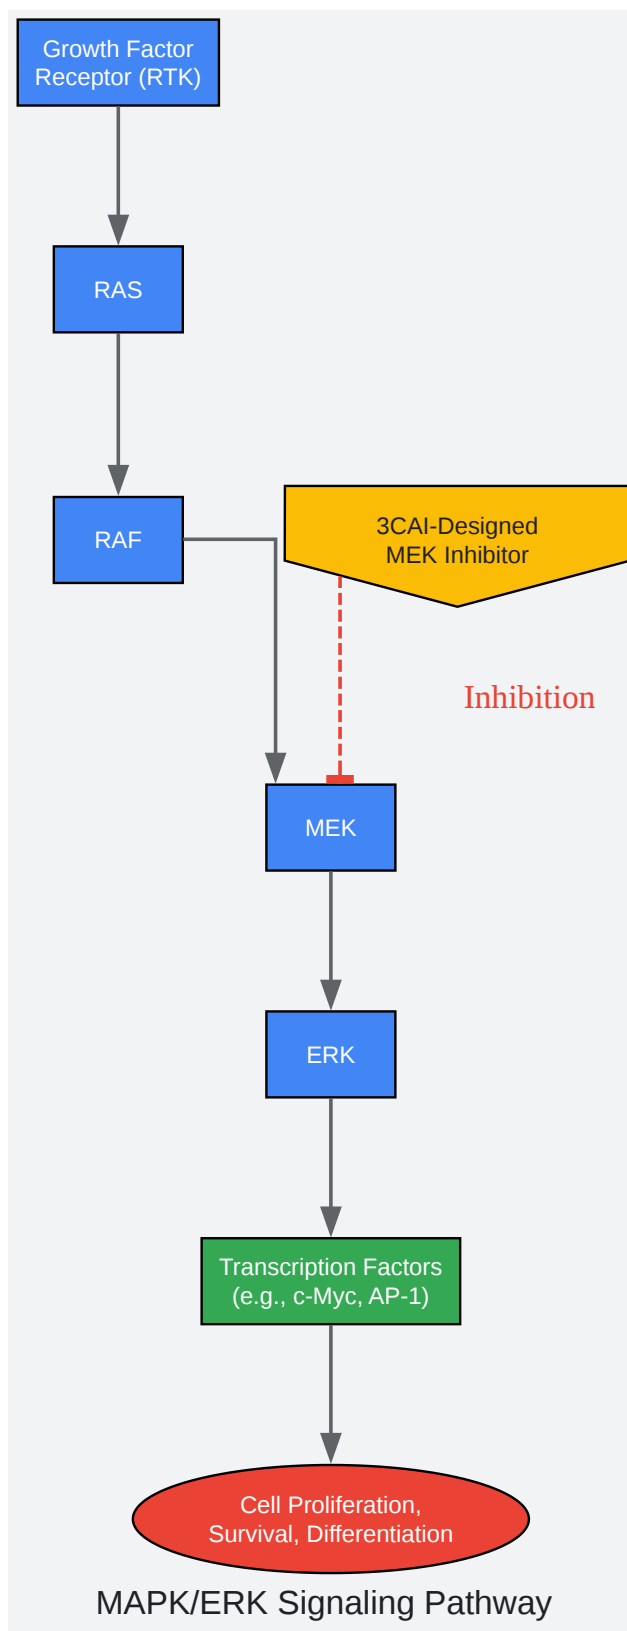 Growth Factor
Receptor (RTK)
RAS
RAF
3CAI-Designed
MEK Inhibitor
Inhibition
MEK
ERK
Transcription Factors
(e.g., c-Myc, AP-1)
Cell Proliferation,
Survival, Differentiation
MAPK/ERK Signaling Pathway